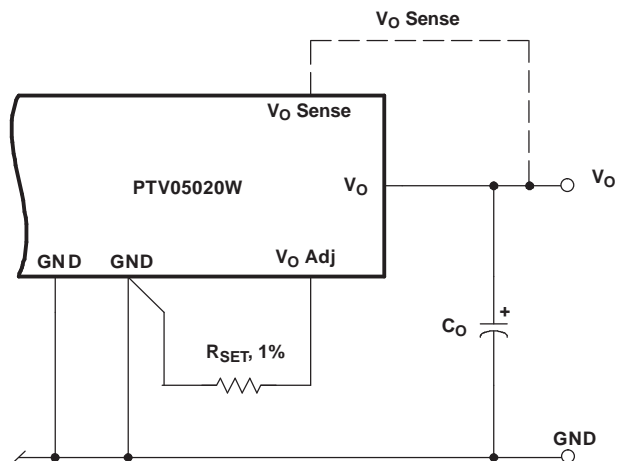 VO Sense
VO Sense
PTV05020W
VO
VO
GND GND VO Adj
CO
+
RSET, 1%
GND